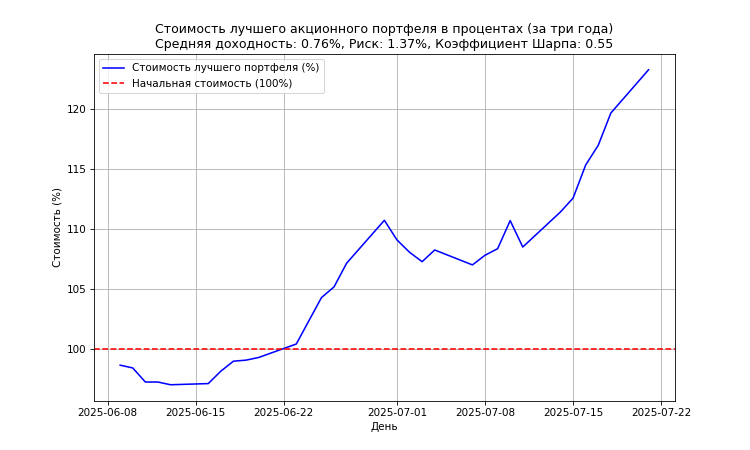 Стоимость лучшего акционного портфеля в процентах (за три года)
Средняя доходность: 0.76%, Риск: 1.37%, Коэффициент Шарпа: 0.55
Стоимость лучшего портфеля (%)
Начальная стоимость (100%)
Стоимость (%)
120
115
110
105
100
2025-06-08 2025-06-15 2025-06-22 2025-07-01 2025-07-08 2025-07-15 2025-07-22
День